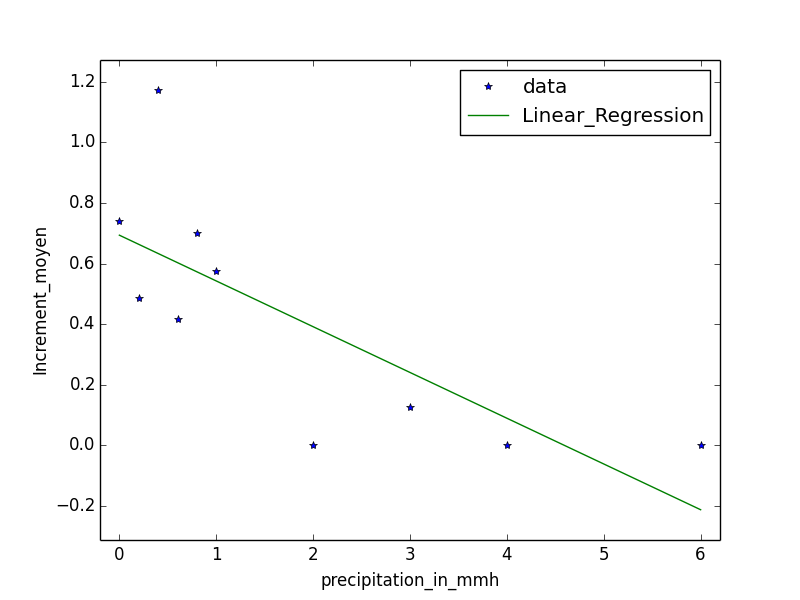 data
Linear_Regression
1.2
1.0
0.8
0.6
0.4
0.2
0.0
−0.2
Increment_moyen
0 1 2 3 4 5 6
precipitation_in_mmh